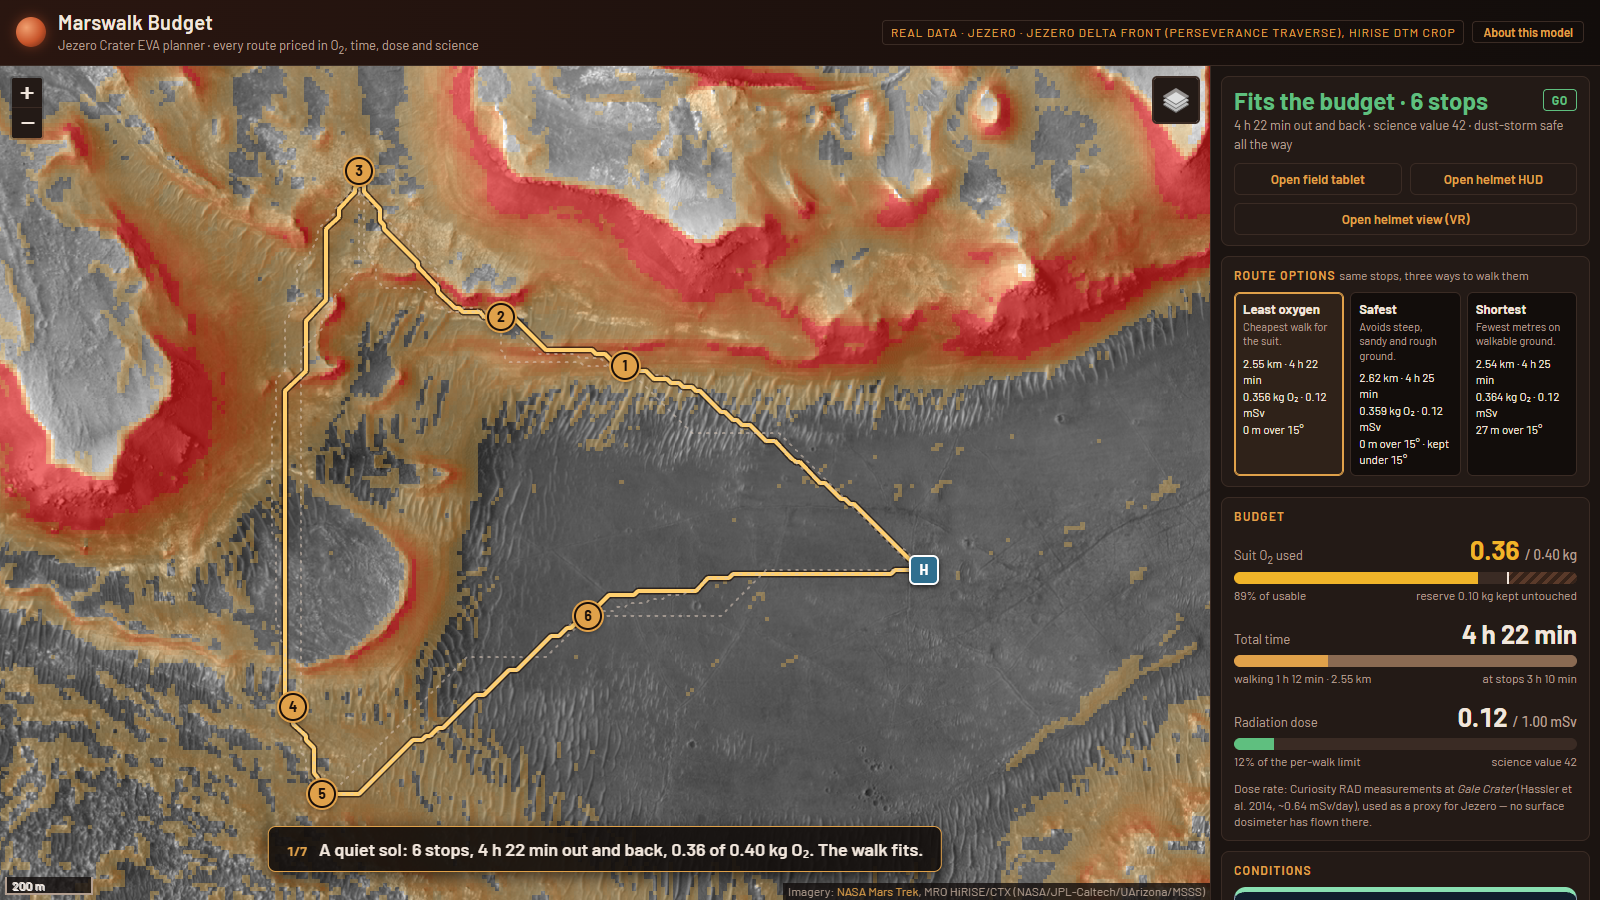 Marswalk Budget
Jezero Crater EVA planner · every route priced in O₂, time, dose and science
REAL DATA · JEZERO · JEZERO DELTA FRONT (PERSEVERANCE TRAVERSE), HIRISE DTM CROP
About this model
+
−
3
2
1
H
6
4
5
1/7 A quiet sol: 6 stops, 4 h 22 min out and back, 0.36 of 0.40 kg O₂. The walk fits.
200 m
Imagery: NASA Mars Trek, MRO HiRISE/CTX (NASA/JPL-Caltech/UArizona/MSSS)
Fits the budget · 6 stops
GO
4 h 22 min out and back · science value 42 · dust-storm safe
all the way
Open field tablet
Open helmet HUD
Open helmet view (VR)
ROUTE OPTIONS same stops, three ways to walk them
Least oxygen
Cheapest walk for
the suit.
2.55 km · 4 h 22
min
0.356 kg O₂ · 0.12
mSv
0 m over 15°
Safest
Avoids steep,
sandy and rough
ground.
2.62 km · 4 h 25
min
0.359 kg O₂ · 0.12
mSv
0 m over 15° · kept
under 15°
Shortest
Fewest metres on
walkable ground.
2.54 km · 4 h 25
min
0.364 kg O₂ · 0.12
mSv
27 m over 15°
BUDGET
Suit O₂ used
0.36 / 0.40 kg
89% of usable
reserve 0.10 kg kept untouched
Total time
4 h 22 min
walking 1 h 12 min · 2.55 km
at stops 3 h 10 min
Radiation dose
0.12 / 1.00 mSv
12% of the per-walk limit
science value 42
Dose rate: Curiosity RAD measurements at Gale Crater (Hassler et
al. 2014, ~0.64 mSv/day), used as a proxy for Jezero — no surface
dosimeter has flown there.
CONDITIONS